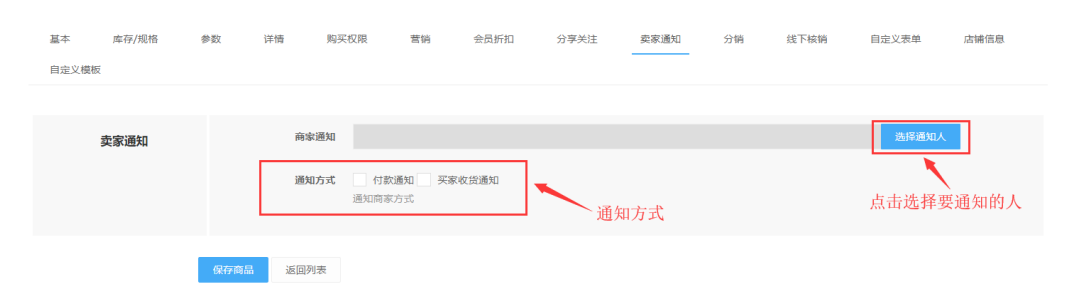 基本 库存/规格 参数 详情 购买权限 营销 会员折扣 分享关注 卖家通知 分销 线下核销 自定义表单 店铺信息
自定义模板
卖家通知 商家通知 选择通知人
通知方式 付款通知 买家收货通知
通知商家方式
点击选择要通知的人
通知方式
保存商品 返回列表